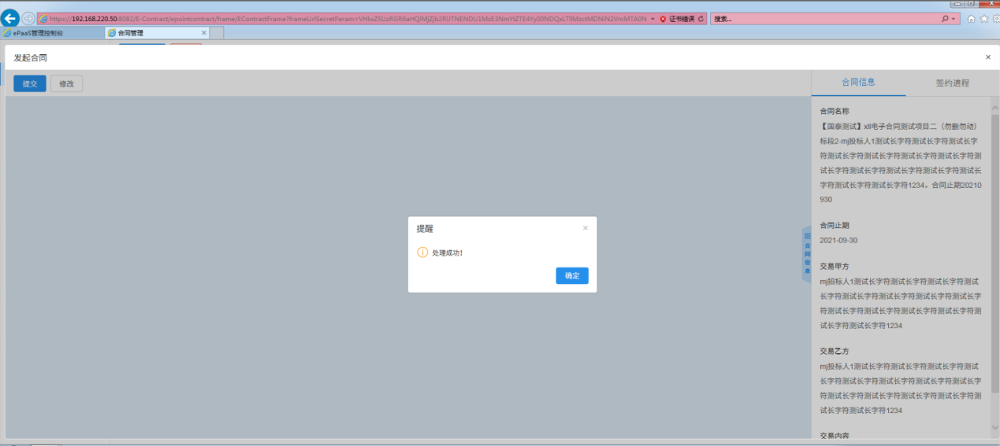 https://192.168.220.50:8082/E-Contract/epointcontract/frame/EContractFrame?frameUrlSecretParam=
证书错误
搜索...
ePaaS管理控制台
合同管理
发起合同
提交
修改
合同信息
签约进程
合同名称
【国泰测试】xll电子合同测试项目二（勿删勿动）
标段2-mj投标人1测试长字符测试长字符测试长字
符测试长字符测试长字符测试长字符测试长字符测
试长字符测试长字符测试长字符测试长字符测试长
字符测试长字符测试长字符1234。合同止期20210
930
合同止期
2021-09-30
交易甲方
mj招标人1测试长字符测试长字符测试长字符测试
长字符测试长字符测试长字符测试长字符测试长字
符测试长字符测试长字符测试长字符测试长字符测
试长字符测试长字符1234
交易乙方
mj投标人1测试长字符测试长字符测试长字符测试
长字符测试长字符测试长字符测试长字符测试长字
符测试长字符测试长字符测试长字符测试长字符测
试长字符测试长字符1234
交易内容
合同信息
提醒
处理成功！
确定